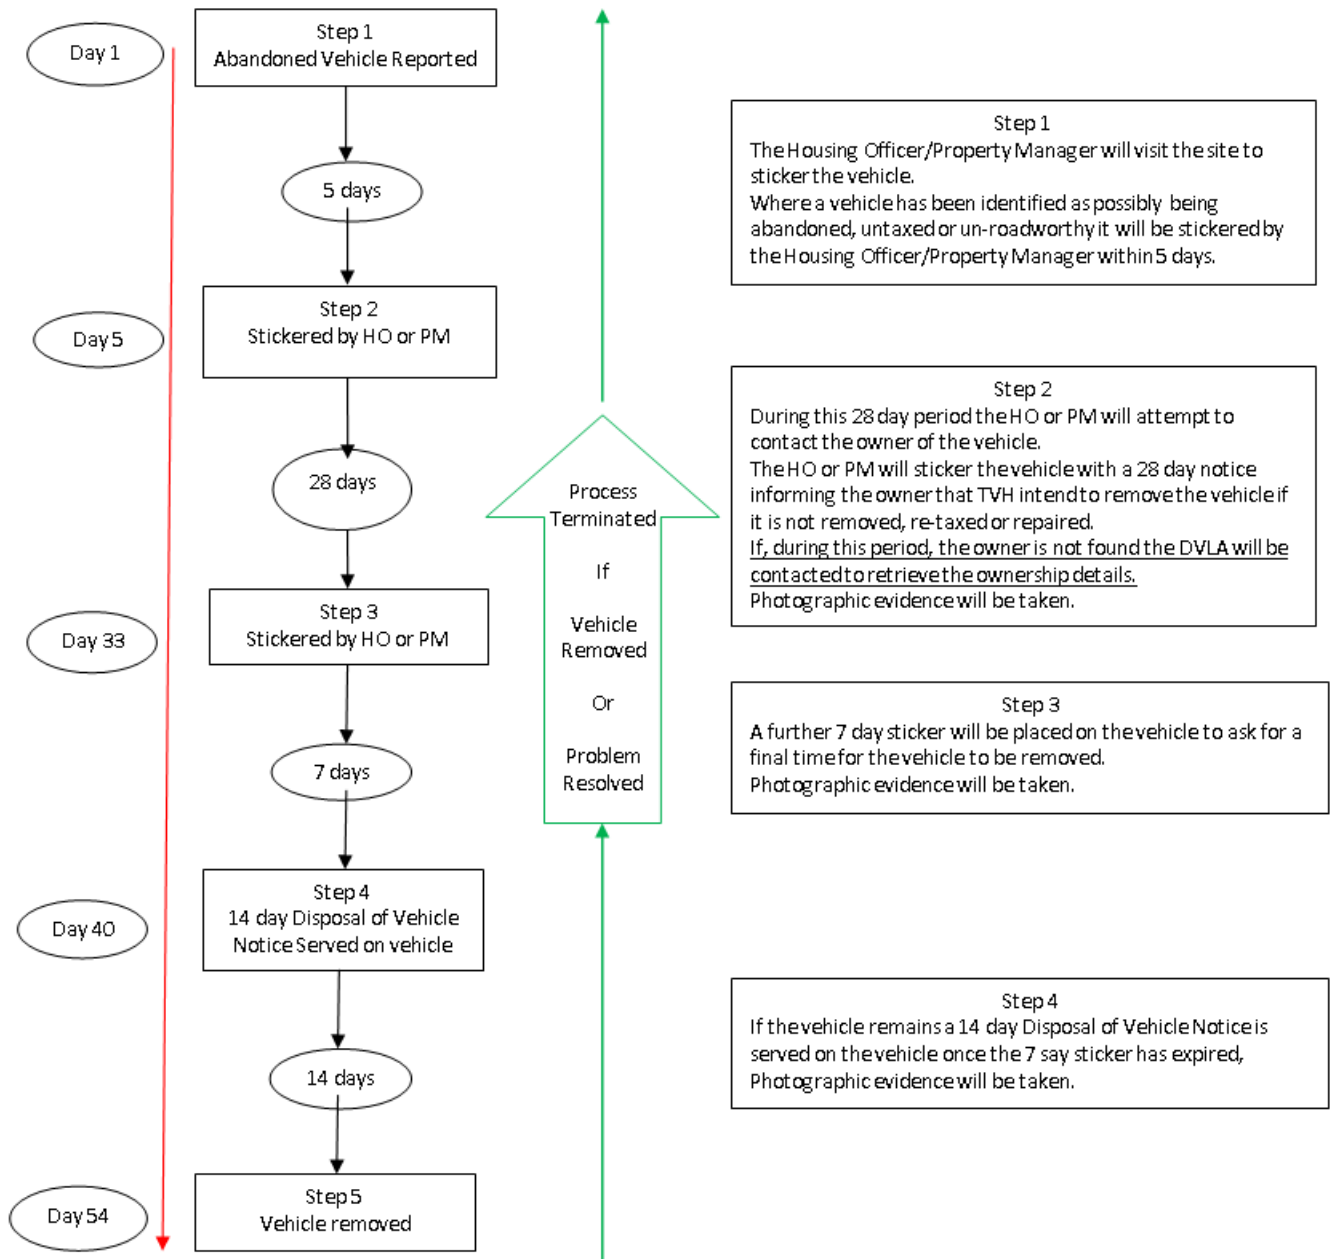 Day 1
Step 1
Abandoned Vehicle Reported
5 days
Day 5
Step 2
Stickered by HO or PM
28 days
Day 33
Step 3
Stickered by HO or PM
7 days
Day 40
Step 4
14 day Disposal of Vehicle
Notice Served on vehicle
14 days
Day 54
Step 5
Vehicle removed
Process
Terminated
If
Vehicle
Removed
Or
Problem
Resolved
Step 1
The Housing Officer/Property Manager will visit the site to
sticker the vehicle.
Where a vehicle has been identified as possibly being
abandoned, untaxed or un-roadworthy it will be stickered by
the Housing Officer/Property Manager within 5 days.
Step 2
During this 28 day period the HO or PM will attempt to
contact the owner of the vehicle.
The HO or PM will sticker the vehicle with a 28 day notice
informing the owner that TVH intend to remove the vehicle if
it is not removed, re-taxed or repaired.
If, during this period, the owner is not found the DVLA will be
contacted to retrieve the ownership details.
Photographic evidence will be taken.
Step 3
A further 7 day sticker will be placed on the vehicle to ask for a
final time for the vehicle to be removed.
Photographic evidence will be taken.
Step 4
If the vehicle remains a 14 day Disposal of Vehicle Notice is
served on the vehicle once the 7 say sticker has expired,
Photographic evidence will be taken.